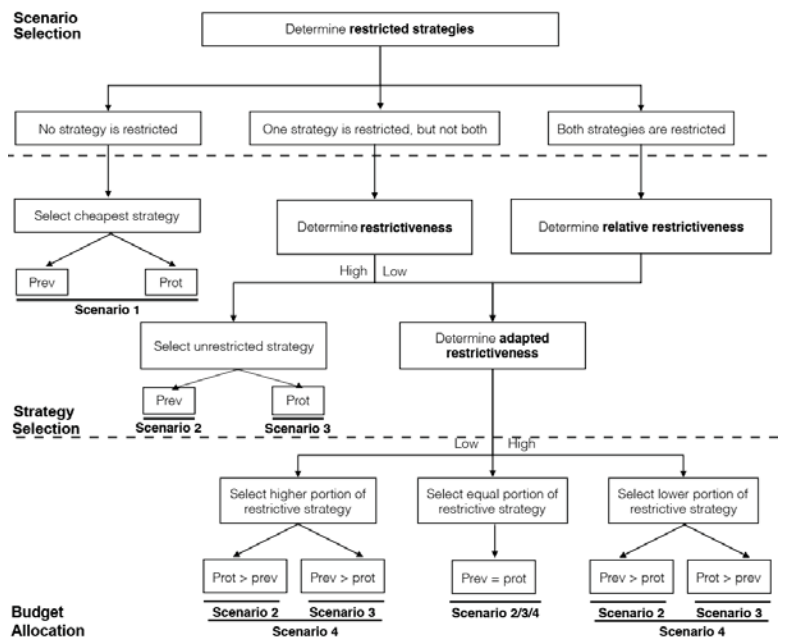 Scenario
Selection
Determine restricted strategies
No strategy is restricted
One strategy is restricted, but not both
Both strategies are restricted
Select cheapest strategy
Determine restrictiveness
Determine relative restrictiveness
Prev
Prot
Scenario 1
High
Low
Select unrestricted strategy
Determine adapted
restrictiveness
Prev
Prot
Scenario 2
Scenario 3
Strategy
Selection
Low
High
Select higher portion of
restrictive strategy
Select equal portion of
restrictive strategy
Select lower portion of
restrictive strategy
Prot > prev
Prev > prot
Prev = prot
Prev > prot
Prot > prev
Scenario 2
Scenario 3
Scenario 2/3/4
Scenario 2
Scenario 3
Scenario 4
Scenario 4
Budget
Allocation